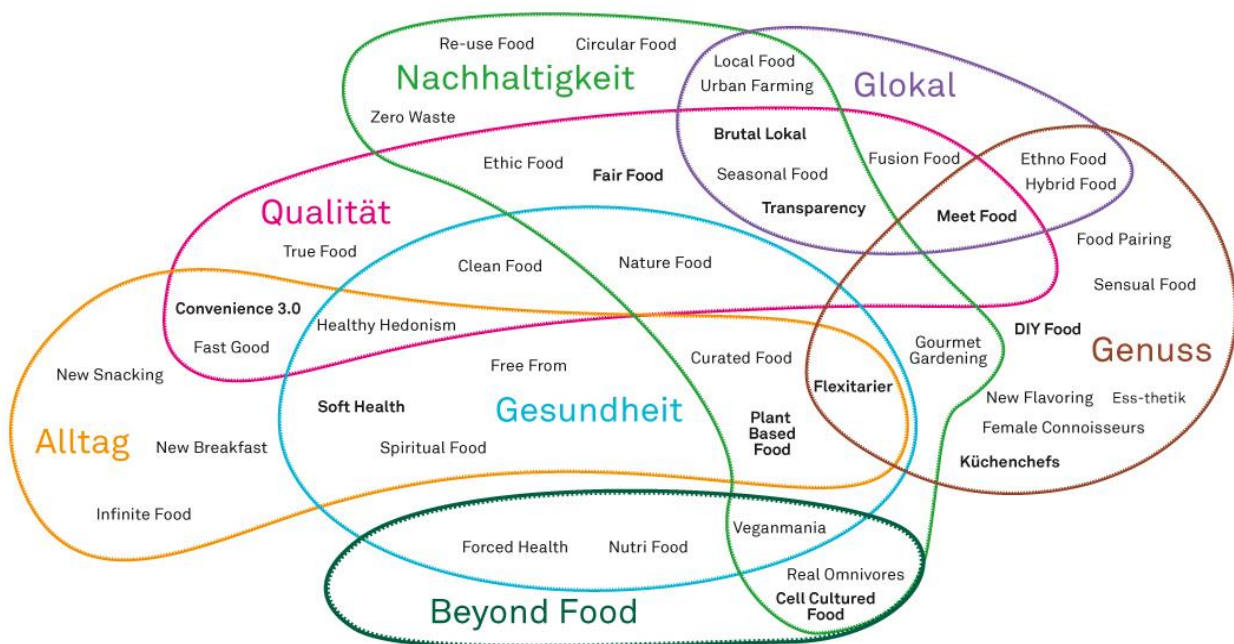 Re-use Food
Circular Food
Nachhaltigkeit
Local Food
Urban Farming
Glokal
Zero Waste
Brutal Lokal
Ethic Food
Fair Food
Seasonal Food
Fusion Food
Ethno Food
Hybrid Food
Transparency
Meet Food
Qualität
True Food
Clean Food
Nature Food
Food Pairing
Sensual Food
Convenience 3.0
Healthy Hedonism
Fast Good
DIY Food
Gourmet
Gardening
Genuss
New Snacking
Free From
Curated Food
Flexitarier
Soft Health
Gesundheit
New Flavoring
Ess-thetik
Plant
Based
Food
Female Connoisseurs
Alltag
New Breakfast
Spiritual Food
Küchenchefs
Infinite Food
Veganmania
Forced Health
Nutri Food
Real Omnivores
Cell Cultured
Food
Beyond Food